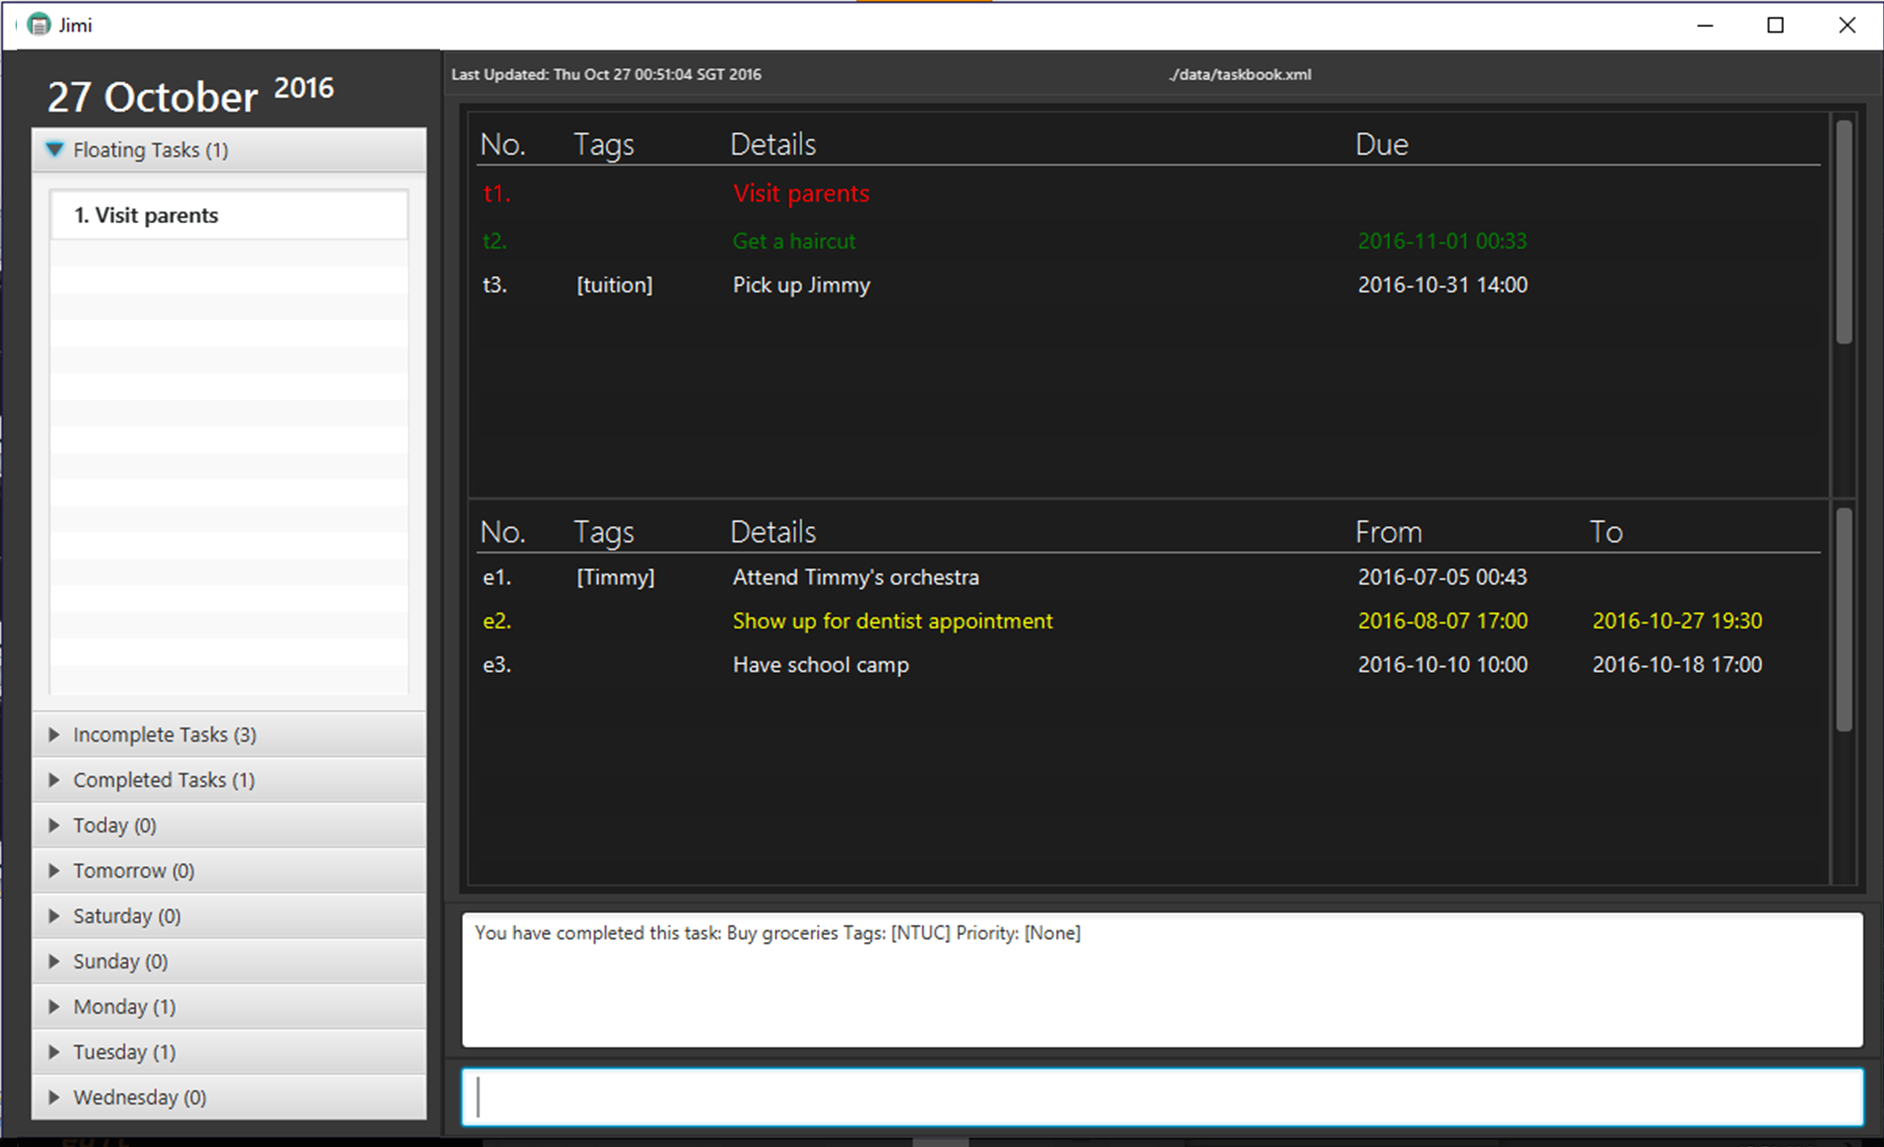 Jimi
27 October 2016
Floating Tasks (1)
1. Visit parents
Incomplete Tasks (3)
Completed Tasks (1)
Today (0)
Tomorrow (0)
Saturday (0)
Sunday (0)
Monday (1)
Tuesday (1)
Wednesday (0)
Last Updated: Thu Oct 27 00:51:04 SGT 2016 ./data/taskbook.xml
No. Tags Details Due
t1. Visit parents
t2. Get a haircut 2016-11-01 00:33
t3. [tuition] Pick up Jimmy 2016-10-31 14:00
No. Tags Details From To
e1. [Timmy] Attend Timmy's orchestra 2016-07-05 00:43
e2. Show up for dentist appointment 2016-08-07 17:00 2016-10-27 19:30
e3. Have school camp 2016-10-10 10:00 2016-10-18 17:00
You have completed this task: Buy groceries Tags: [NTUC] Priority: [None]